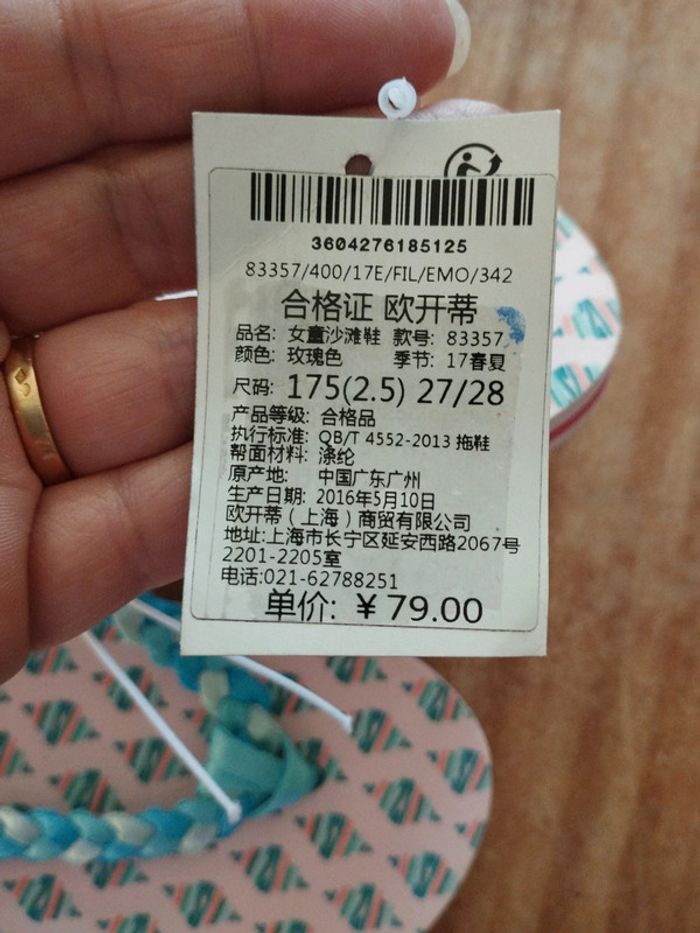 3604276185125
83357/400/17E/FIL/EMO/342
合格证 欧开蒂
品名: 女童沙滩鞋 款号: 83357
颜色: 玫瑰色 季节: 17春夏
尺码: 175(2.5) 27/28
产品等级: 合格品
执行标准: QB/T 4552-2013 拖鞋
帮面材料: 涤纶
原产地: 中国广东广州
生产日期: 2016年5月10日
欧开蒂（上海）商贸有限公司
地址:上海市长宁区延安西路2067号
2201-2205室
电话:021-62788251
单价: ￥79.00